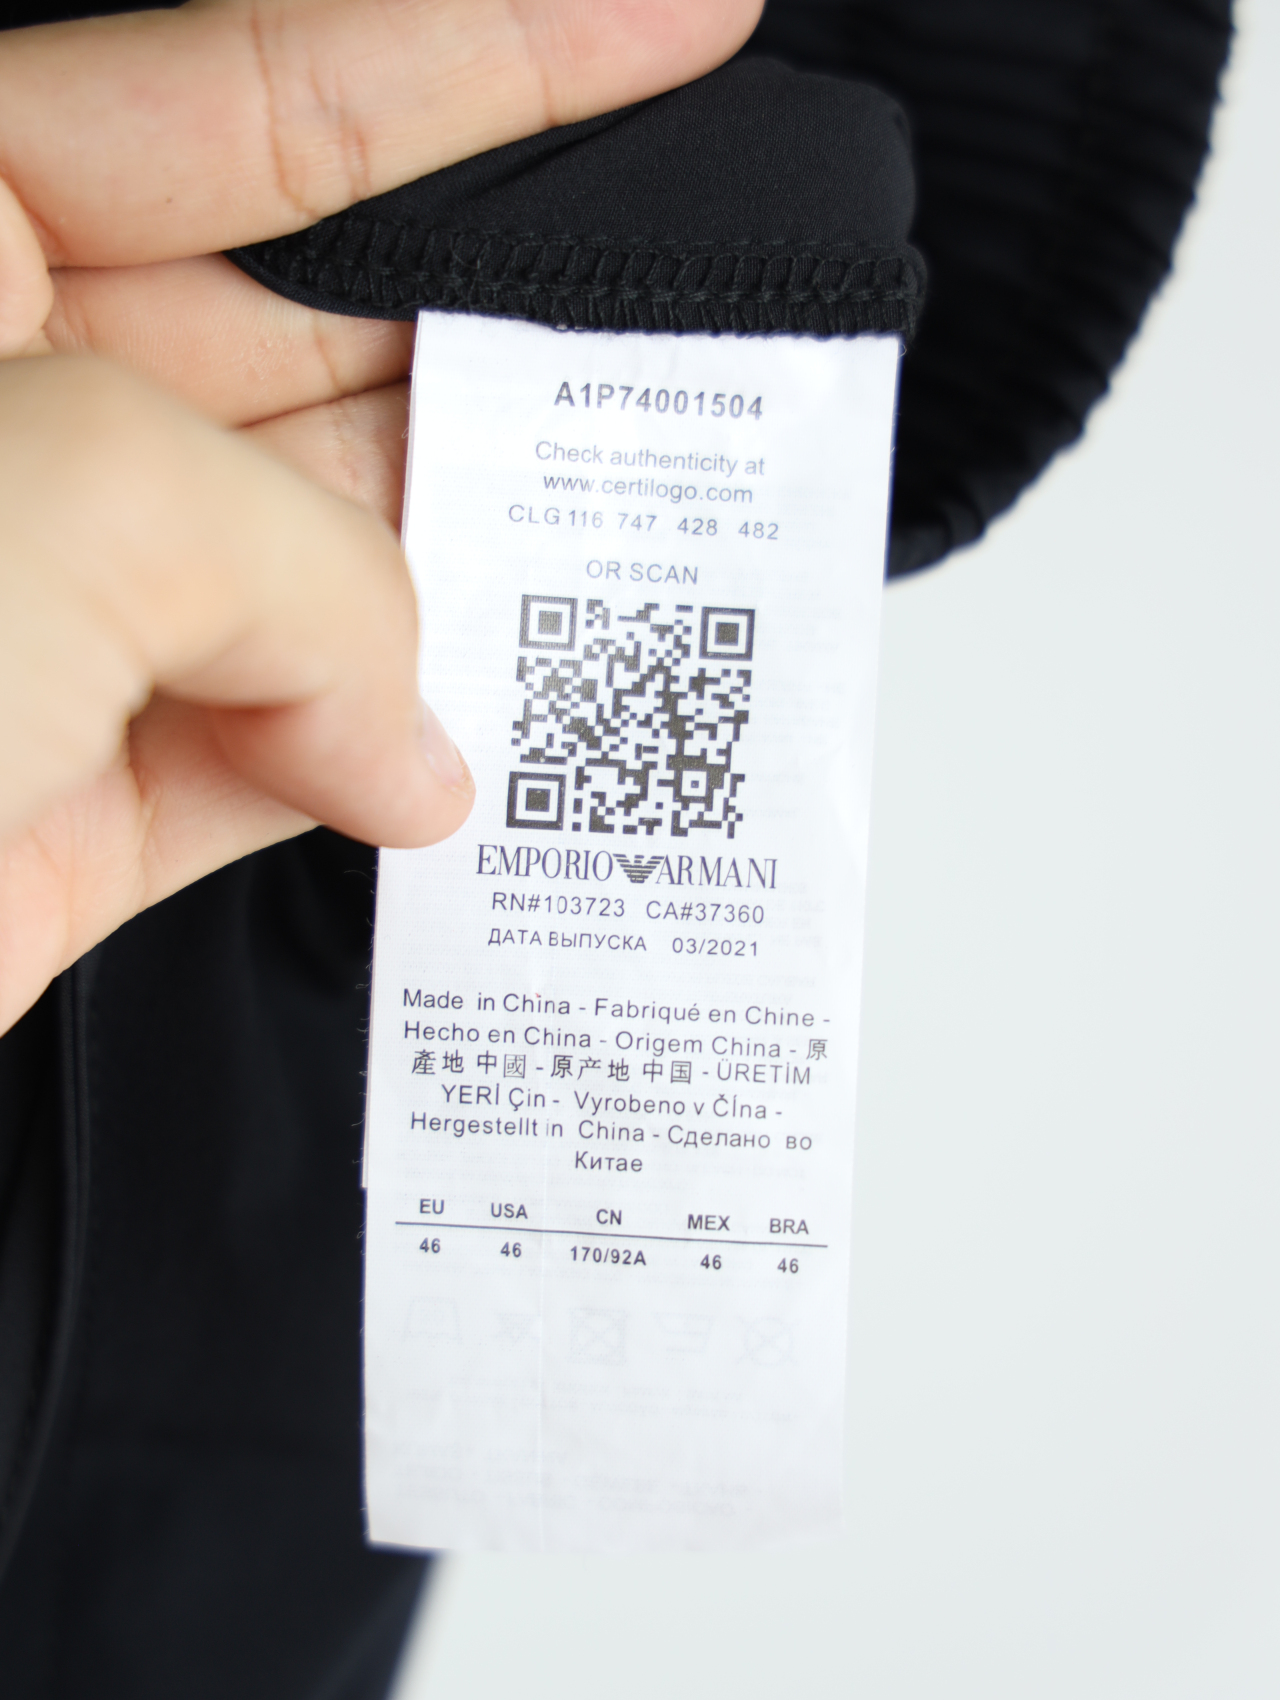 A1P74001504
Check authenticity at
www.certilogo.com
CLG 116 747 428 482
OR SCAN
EMPORIO ARMANI
RN#103723 CA#37360
ДАТА ВЫПУСКА 03/2021
Made in China - Fabriqué en Chine -
Hecho en China - Origem China - 原
產地 中國 - 原产地 中国 - ÜRETİM
YERİ Çin - Vyrobeno v ČÍna -
Hergestellt in China - Сделано во
Китае
EU USA CN MEX BRA
46 46 170/92A 46 46